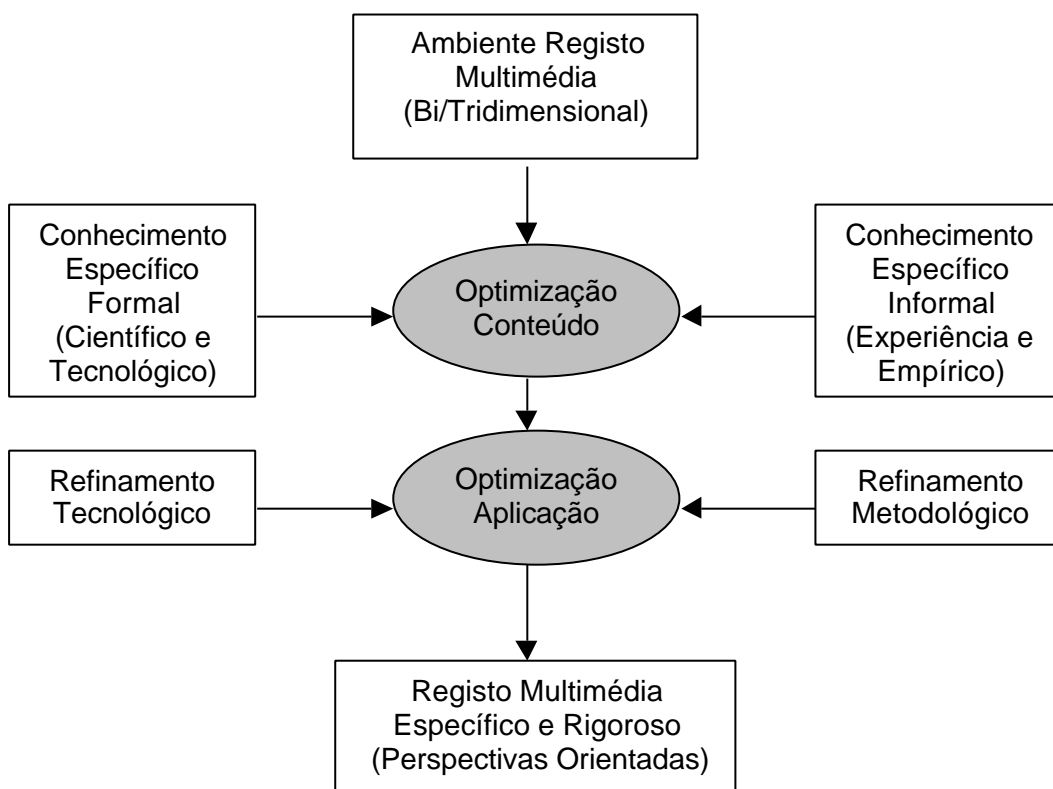 Ambiente Registo
Multimédia
(Bi/Tridimensional)
Conhecimento
Específico
Formal
(Científico e
Tecnológico)
Optimização
Conteúdo
Conhecimento
Específico
Informal
(Experiência e
Empírico)
Refinamento
Tecnológico
Optimização
Aplicação
Refinamento
Metodológico
Registo Multimédia
Específico e Rigoroso
(Perspectivas Orientadas)